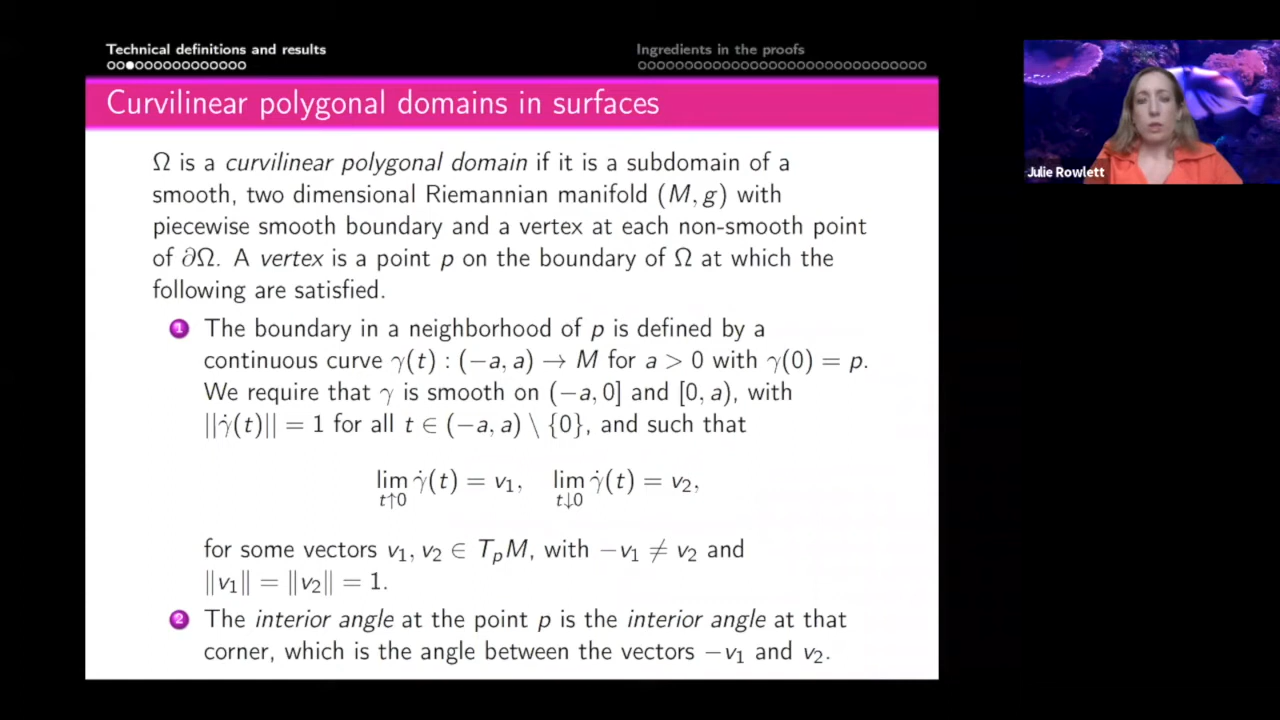 Technical definitions and results
Ingredients in the proofs
Curvilinear polygonal domains in surfaces
Ω is a curvilinear polygonal domain if it is a subdomain of a
smooth, two dimensional Riemannian manifold (M, g) with
piecewise smooth boundary and a vertex at each non-smooth point
of ∂Ω. A vertex is a point p on the boundary of Ω at which the
following are satisfied.
1 The boundary in a neighborhood of p is defined by a
continuous curve γ(t) : (−a, a) → M for a > 0 with γ(0) = p.
We require that γ is smooth on (−a, 0] and [0, a), with
||γ̇(t)|| = 1 for all t ∈ (−a, a) \ {0}, and such that
lim_{t↑0} γ̇(t) = v₁, lim_{t↓0} γ̇(t) = v₂,
for some vectors v₁, v₂ ∈ TₚM, with −v₁ ≠ v₂ and
‖v₁‖ = ‖v₂‖ = 1.
2 The interior angle at the point p is the interior angle at that
corner, which is the angle between the vectors −v₁ and v₂.
Julie Rowlett